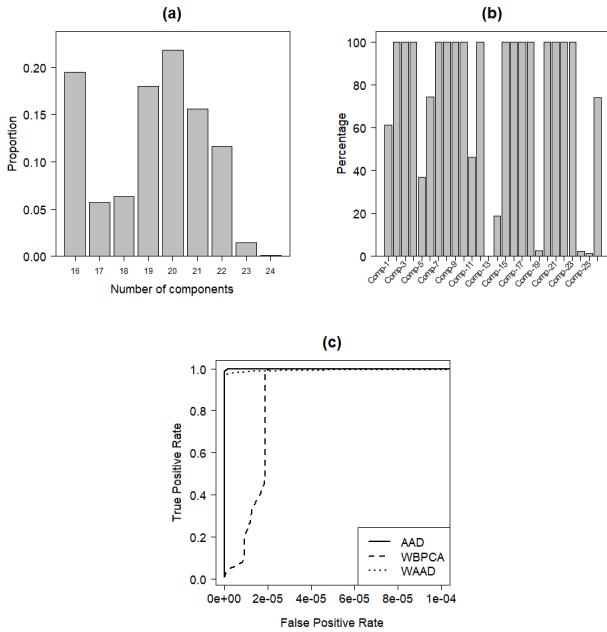 (a)
Proportion
0.20
0.15
0.10
0.05
0.00
16 17 18 19 20 21 22 23 24
Number of components
(b)
Percentage
100
80
60
40
20
0
Comp-1 Comp-3 Comp-5 Comp-7 Comp-9 Comp-11 Comp-13 Comp-15 Comp-17 Comp-19 Comp-21 Comp-23 Comp-25
(c)
True Positive Rate
1.0
0.8
0.6
0.4
0.2
0.0
AAD
WBPCA
WAAD
0e+00 2e-05 4e-05 6e-05 8e-05 1e-04
False Positive Rate